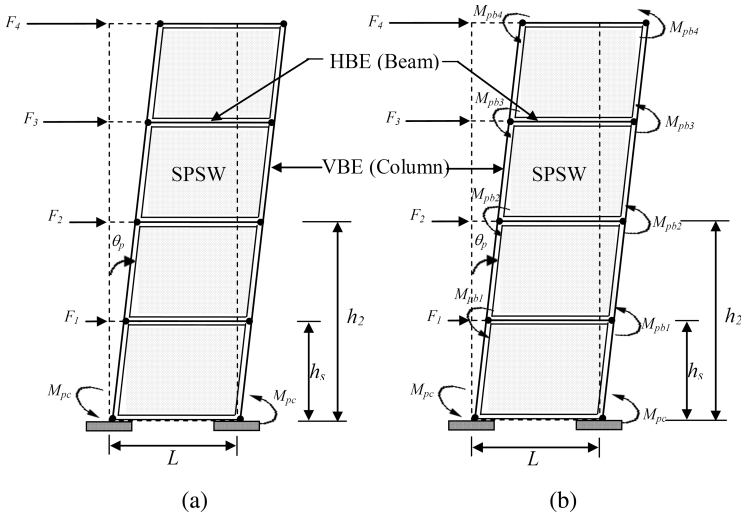 F4
Mpb4
F4
Mpb4
HBE (Beam)
F3
Mpb3
F3
Mpb3
SPSW
VBE (Column)
SPSW
F2
θp
Mpb2
F2
θp
Mpb2
F1
h2
Mpb1
F1
Mpb1
h2
hs
hs
Mpc
Mpc
Mpc
Mpc
L
L
(a)
(b)